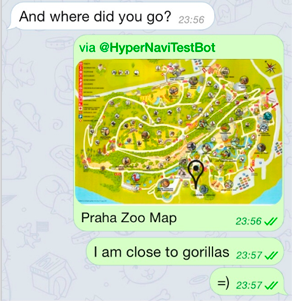 And where did you go? 23:56
via @HyperNaviTestBot
Praha Zoo Map 23:56
I am close to gorillas 23:57
=) 23:57